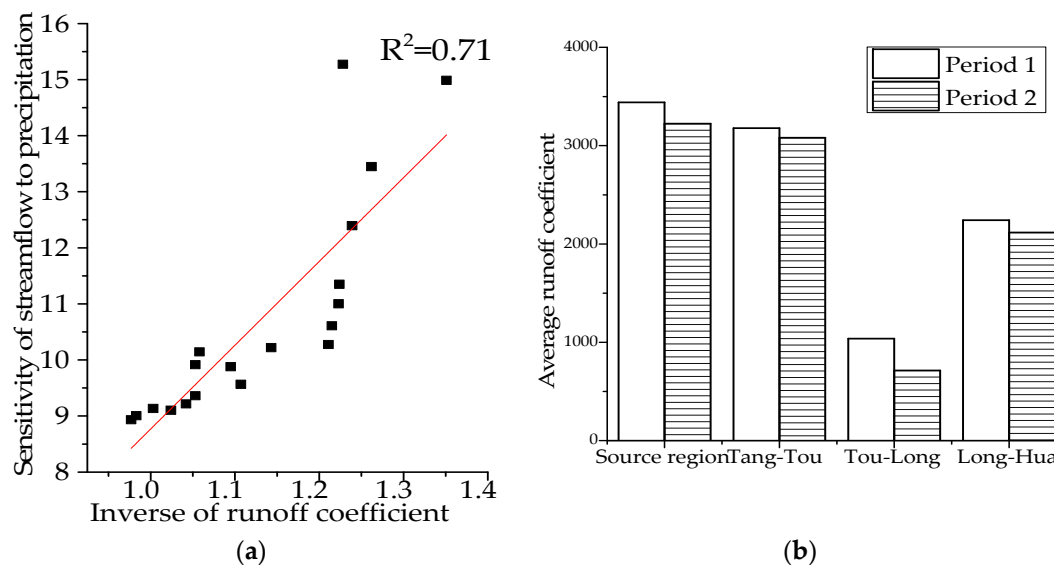 16
15
14
13
12
11
10
9
8
Sensitivity of streamflow to precipitation
R²=0.71
1.0 1.1 1.2 1.3 1.4
Inverse of runoff coefficient
(a)
4000
3000
2000
1000
0
Average runoff coefficient
Period 1
Period 2
Source region Tang-Tou Tou-Long Long-Hua
(b)